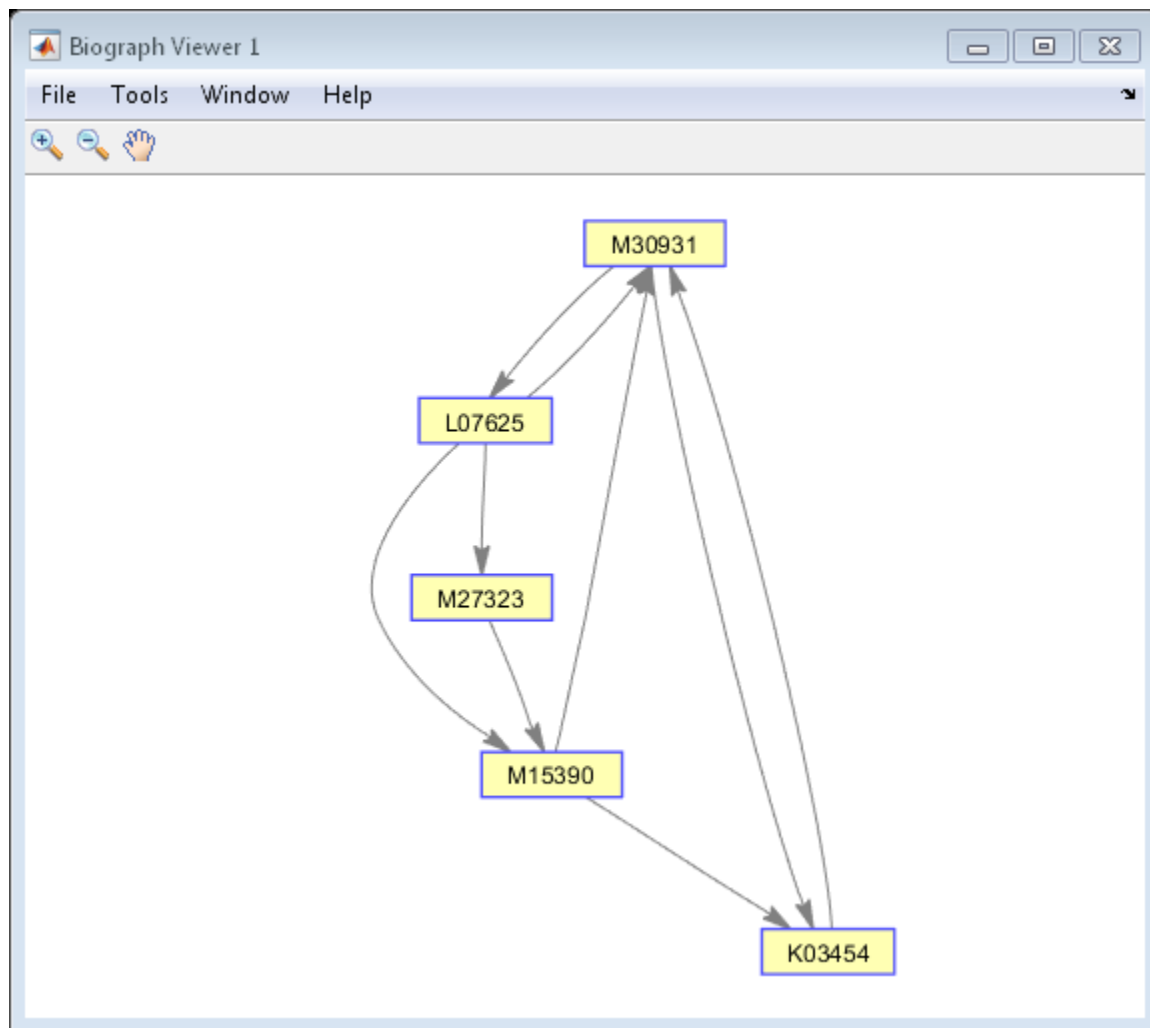 Biograph Viewer 1
File Tools Window Help
M30931
L07625
M27323
M15390
K03454